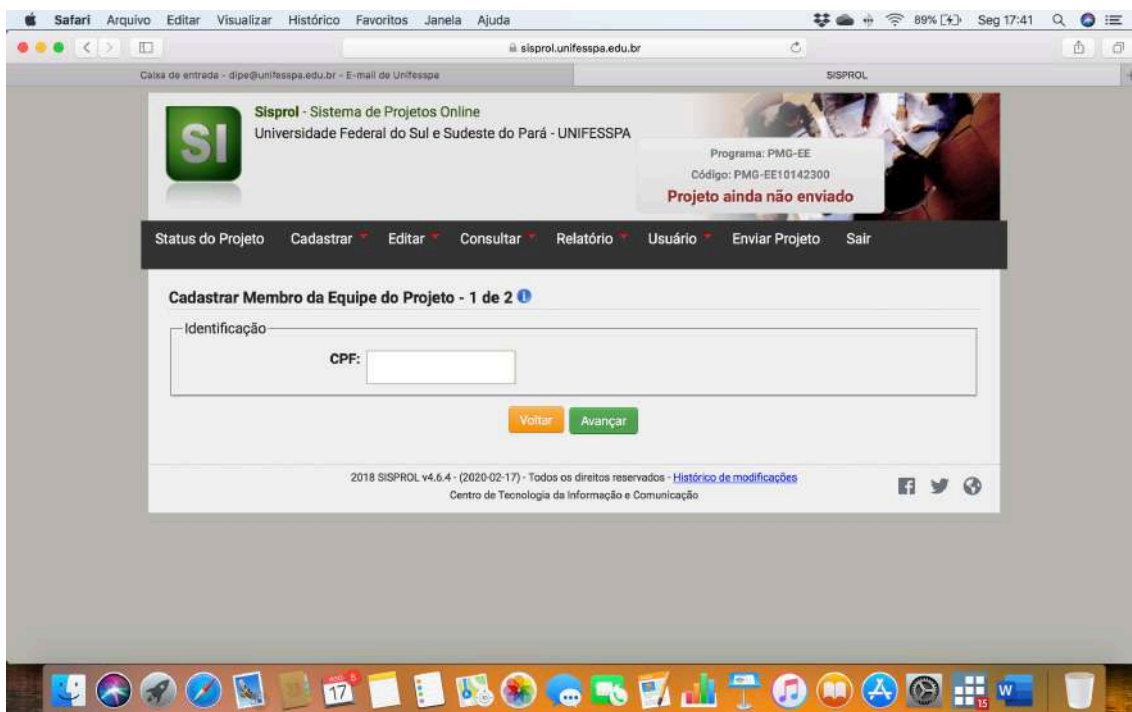 Safari Arquivo Editar Visualizar Histórico Favoritos Janela Ajuda 89% Seg 17:41
sisprol.unifesspa.edu.br
Caixa de entrada - dipe@unifesspa.edu.br - E-mail de Unifesspa SISPROL
SI
Sisprol - Sistema de Projetos Online
Universidade Federal do Sul e Sudeste do Pará - UNIFESSPA
Programa: PMG-EE
Código: PMG-EE10142300
Projeto ainda não enviado
Status do Projeto Cadastrar Editar Consultar Relatório Usuário Enviar Projeto Sair
Cadastrar Membro da Equipe do Projeto - 1 de 2
Identificação
CPF:
Voltar Avançar
2018 SISPROL v4.6.4 - (2020-02-17) - Todos os direitos reservados - Histórico de modificações
Centro de Tecnologia da Informação e Comunicação
17
15
W